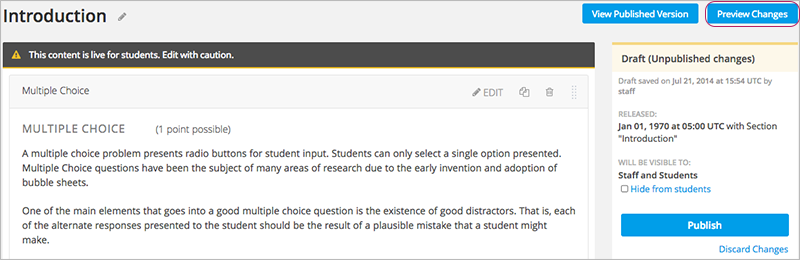 Introduction
View Published Version
Preview Changes
This content is live for students. Edit with caution.
Multiple Choice
EDIT
MULTIPLE CHOICE (1 point possible)
A multiple choice problem presents radio buttons for student input. Students can only select a single option presented.
Multiple Choice questions have been the subject of many areas of research due to the early invention and adoption of
bubble sheets.
One of the main elements that goes into a good multiple choice question is the existence of good distractors. That is, each
of the alternate responses presented to the student should be the result of a plausible mistake that a student might
make.
Draft (Unpublished changes)
Draft saved on Jul 21, 2014 at 15:54 UTC by
staff
RELEASED:
Jan 01, 1970 at 05:00 UTC with Section
"Introduction"
WILL BE VISIBLE TO:
Staff and Students
Hide from students
Publish
Discard Changes